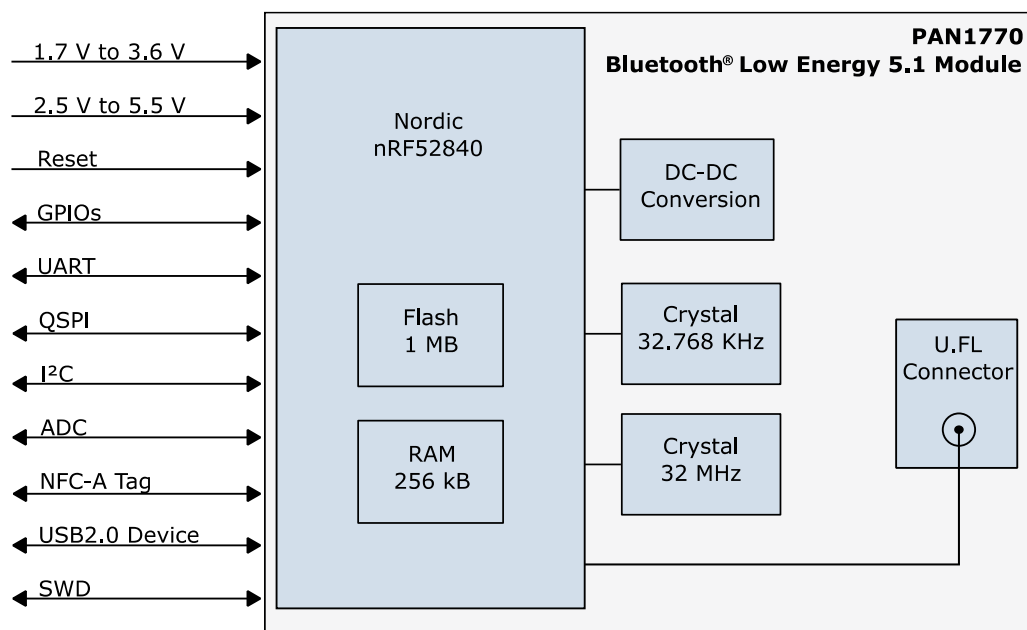 PAN1770
Bluetooth® Low Energy 5.1 Module
1.7 V to 3.6 V
2.5 V to 5.5 V
Reset
GPIOs
UART
QSPI
I²C
ADC
NFC-A Tag
USB2.0 Device
SWD
Nordic
nRF52840
Flash
1 MB
RAM
256 kB
DC-DC
Conversion
Crystal
32.768 KHz
Crystal
32 MHz
U.FL
Connector